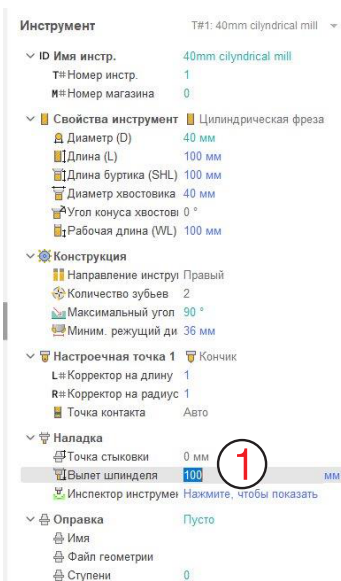 Инструмент T#1: 40mm cilyndrical mill
ID Имя инстр. 40mm cilyndrical mill
T# Номер инстр. 1
M# Номер магазина 0
Свойства инструмент Цилиндрическая фреза
Диаметр (D) 40 мм
Длина (L) 100 мм
Длина буртика (SHL) 100 мм
Диаметр хвостовика 40 мм
Угол конуса хвостови 0 °
Рабочая длина (WL) 100 мм
Конструкция
Направление инстру Правый
Количество зубьев 2
Максимальный угол 90 °
Миним. режущий ди 36 мм
Настроечная точка 1 Кончик
L# Корректор на длину 1
R# Корректор на радиус 1
Точка контакта Авто
Наладка
Точка стыковки 0 мм
Вылет шпинделя 100 мм
1
Инспектор инструмен Нажмите, чтобы показать
Оправка Пусто
Имя
Файл геометрии
Ступени 0